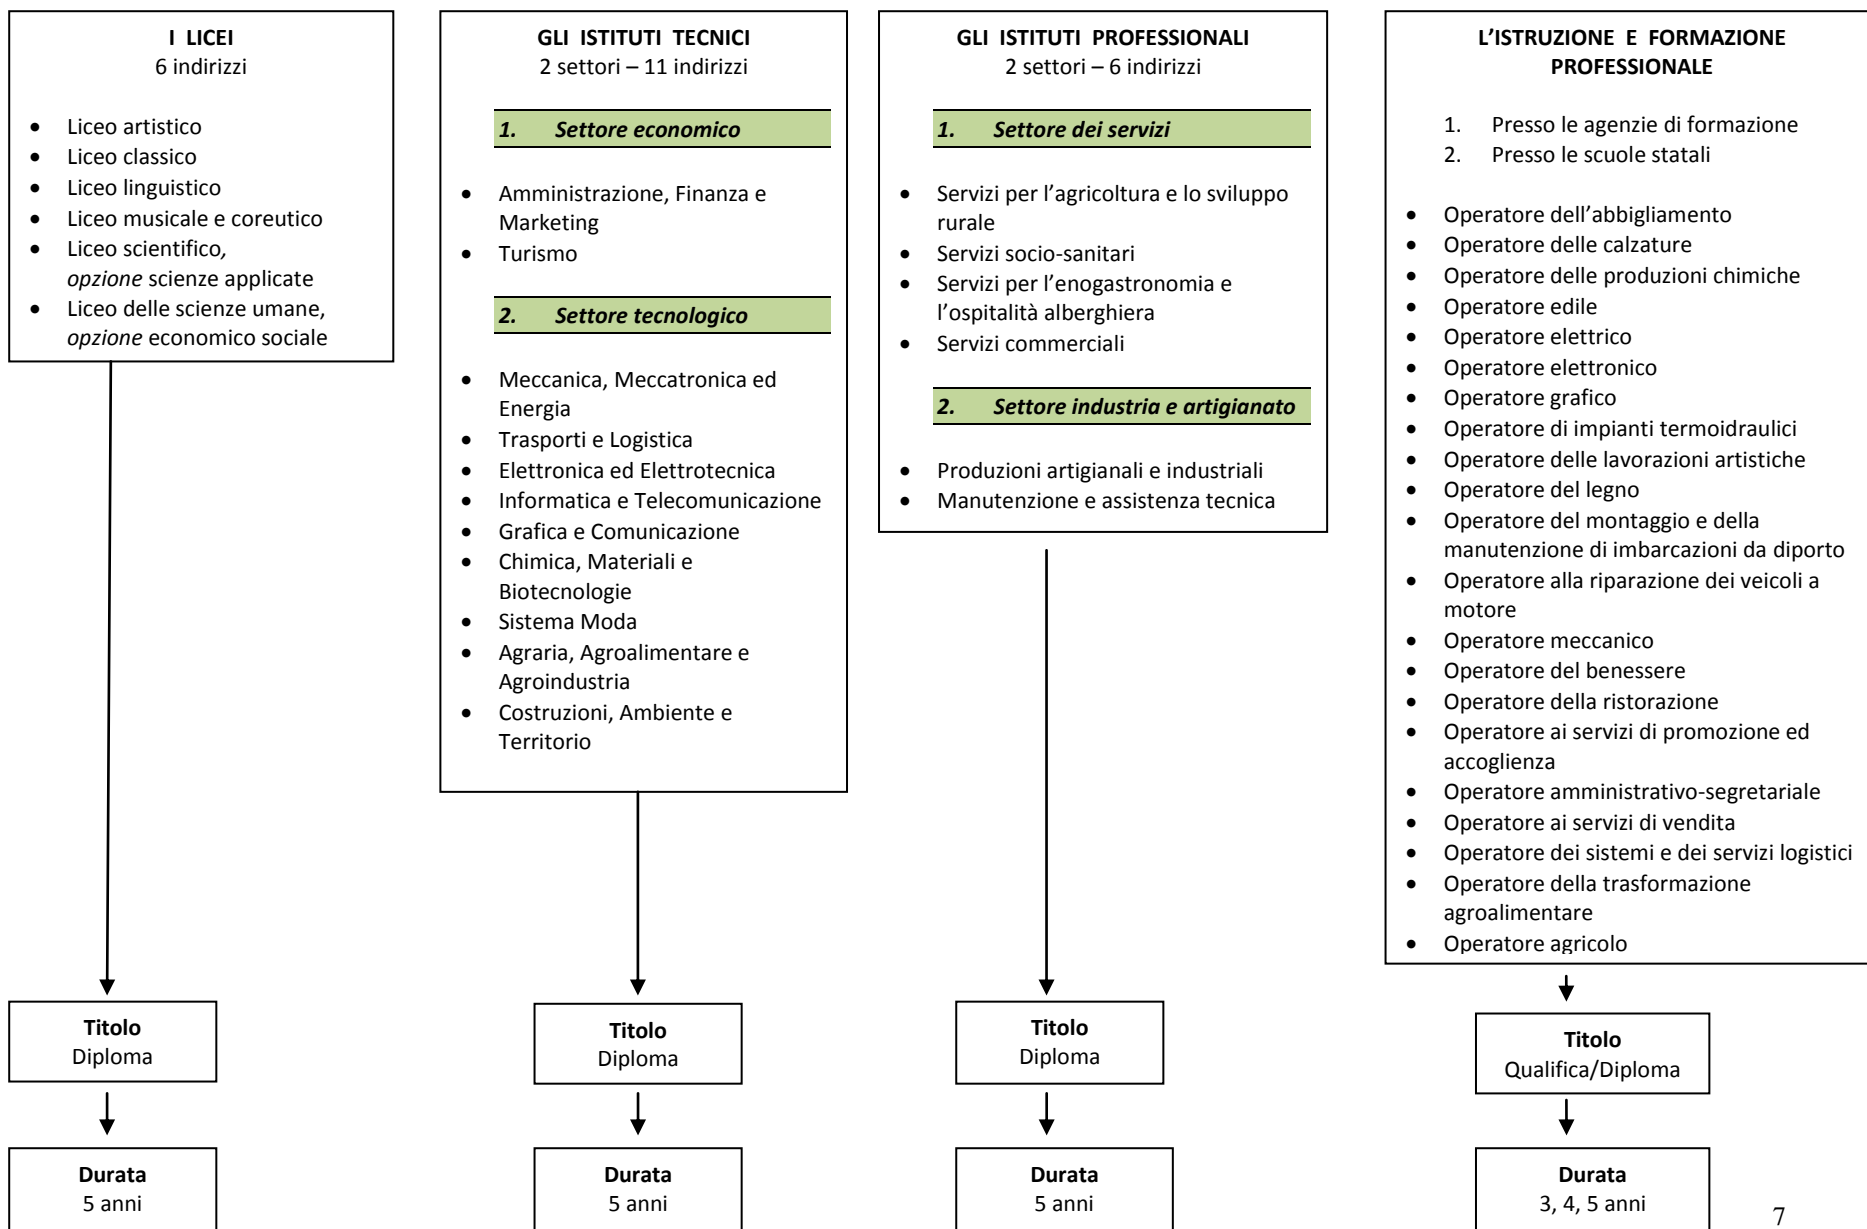 I LICEI
6 indirizzi
• Liceo artistico
• Liceo classico
• Liceo linguistico
• Liceo musicale e coreutico
• Liceo scientifico,
opzione scienze applicate
• Liceo delle scienze umane,
opzione economico sociale
Titolo
Diploma
Durata
5 anni
GLI ISTITUTI TECNICI
2 settori – 11 indirizzi
1. Settore economico
• Amministrazione, Finanza e
Marketing
• Turismo
2. Settore tecnologico
• Meccanica, Meccatronica ed
Energia
• Trasporti e Logistica
• Elettronica ed Elettrotecnica
• Informatica e Telecomunicazione
• Grafica e Comunicazione
• Chimica, Materiali e
Biotecnologie
• Sistema Moda
• Agraria, Agroalimentare e
Agroindustria
• Costruzioni, Ambiente e
Territorio
Titolo
Diploma
Durata
5 anni
GLI ISTITUTI PROFESSIONALI
2 settori – 6 indirizzi
1. Settore dei servizi
• Servizi per l’agricoltura e lo sviluppo
rurale
• Servizi socio-sanitari
• Servizi per l’enogastronomia e
l’ospitalità alberghiera
• Servizi commerciali
2. Settore industria e artigianato
• Produzioni artigianali e industriali
• Manutenzione e assistenza tecnica
Titolo
Diploma
Durata
5 anni
L’ISTRUZIONE E FORMAZIONE
PROFESSIONALE
1. Presso le agenzie di formazione
2. Presso le scuole statali
• Operatore dell’abbigliamento
• Operatore delle calzature
• Operatore delle produzioni chimiche
• Operatore edile
• Operatore elettrico
• Operatore elettronico
• Operatore grafico
• Operatore di impianti termoidraulici
• Operatore delle lavorazioni artistiche
• Operatore del legno
• Operatore del montaggio e della
manutenzione di imbarcazioni da diporto
• Operatore alla riparazione dei veicoli a
motore
• Operatore meccanico
• Operatore del benessere
• Operatore della ristorazione
• Operatore ai servizi di promozione ed
accoglienza
• Operatore amministrativo-segretariale
• Operatore ai servizi di vendita
• Operatore dei sistemi e dei servizi logistici
• Operatore della trasformazione
agroalimentare
• Operatore agricolo
Titolo
Qualifica/Diploma
Durata
3, 4, 5 anni
7